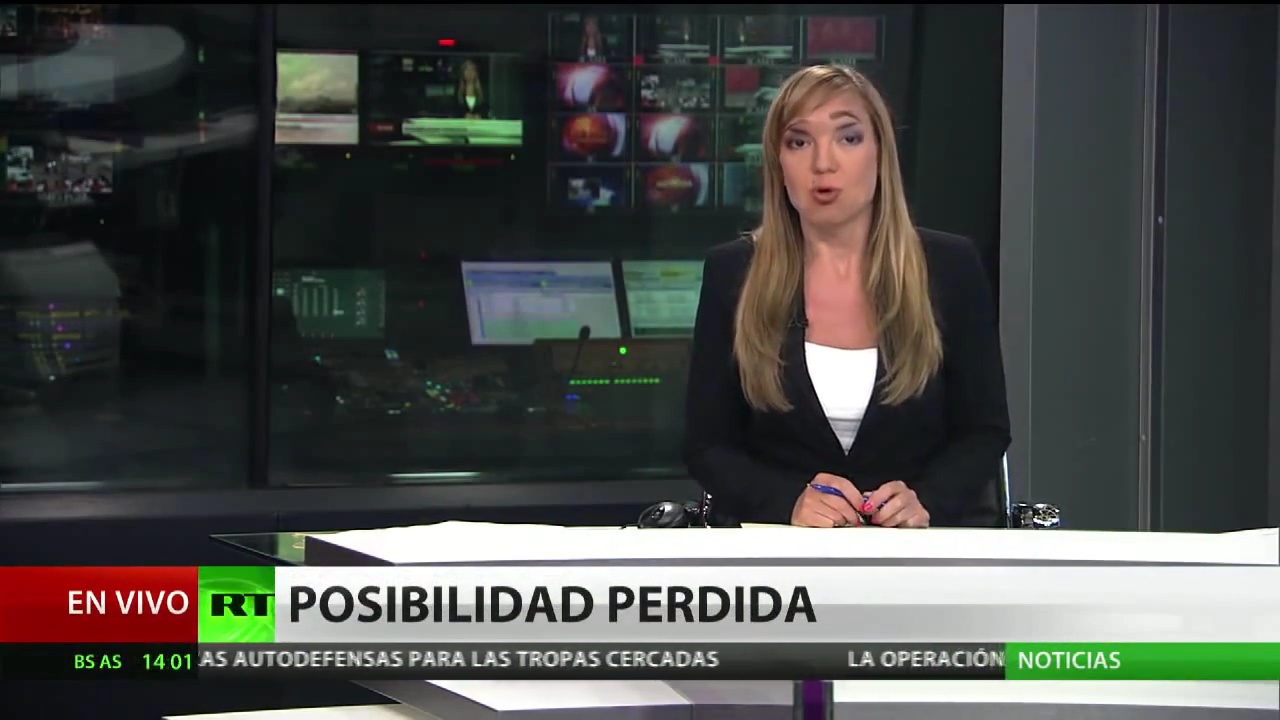 EN VIVO
RT
POSIBILIDAD PERDIDA
BS AS 14:01
AS AUTODEFENSAS PARA LAS TROPAS CERCADAS
LA OPERACIÓN
NOTICIAS